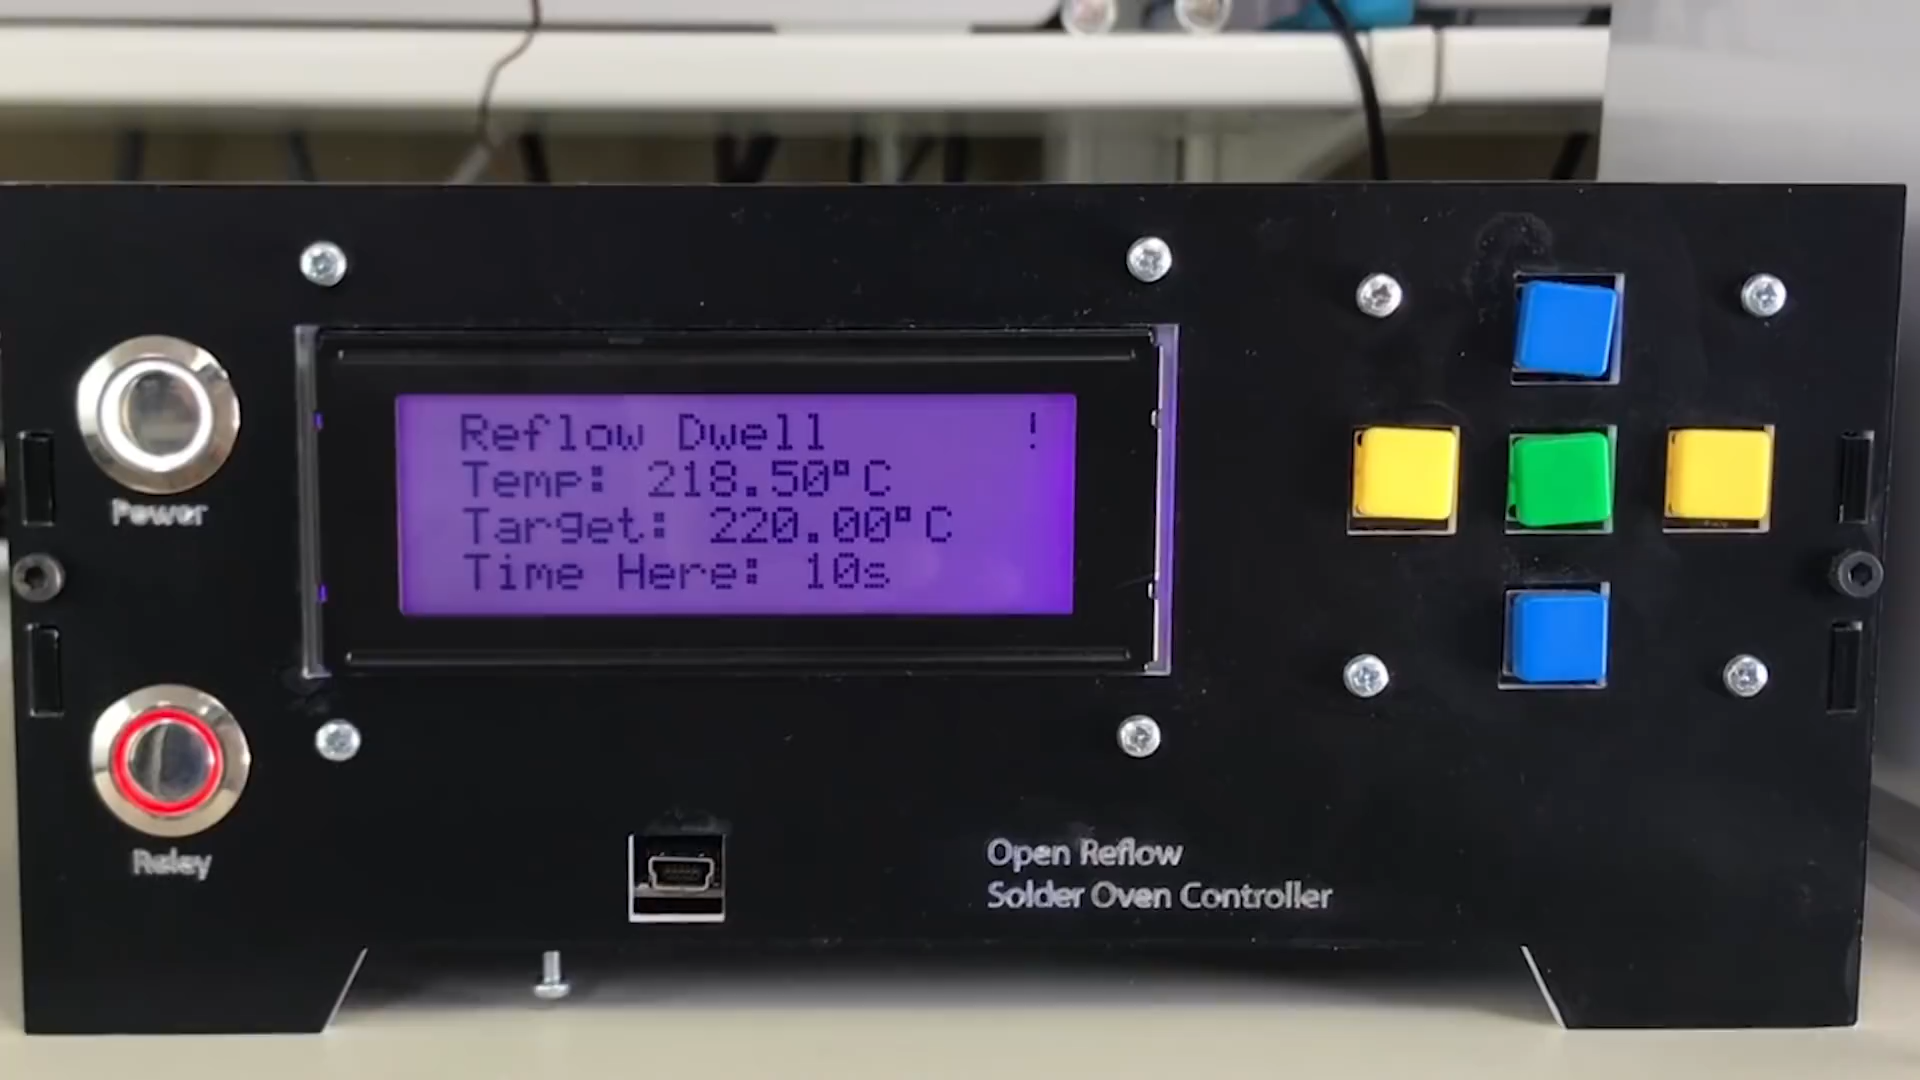 Reflow Dwell !
Temp: 218.50°C
Target: 220.00°C
Time Here: 10s
Power
Relay
Open Reflow
Solder Oven Controller